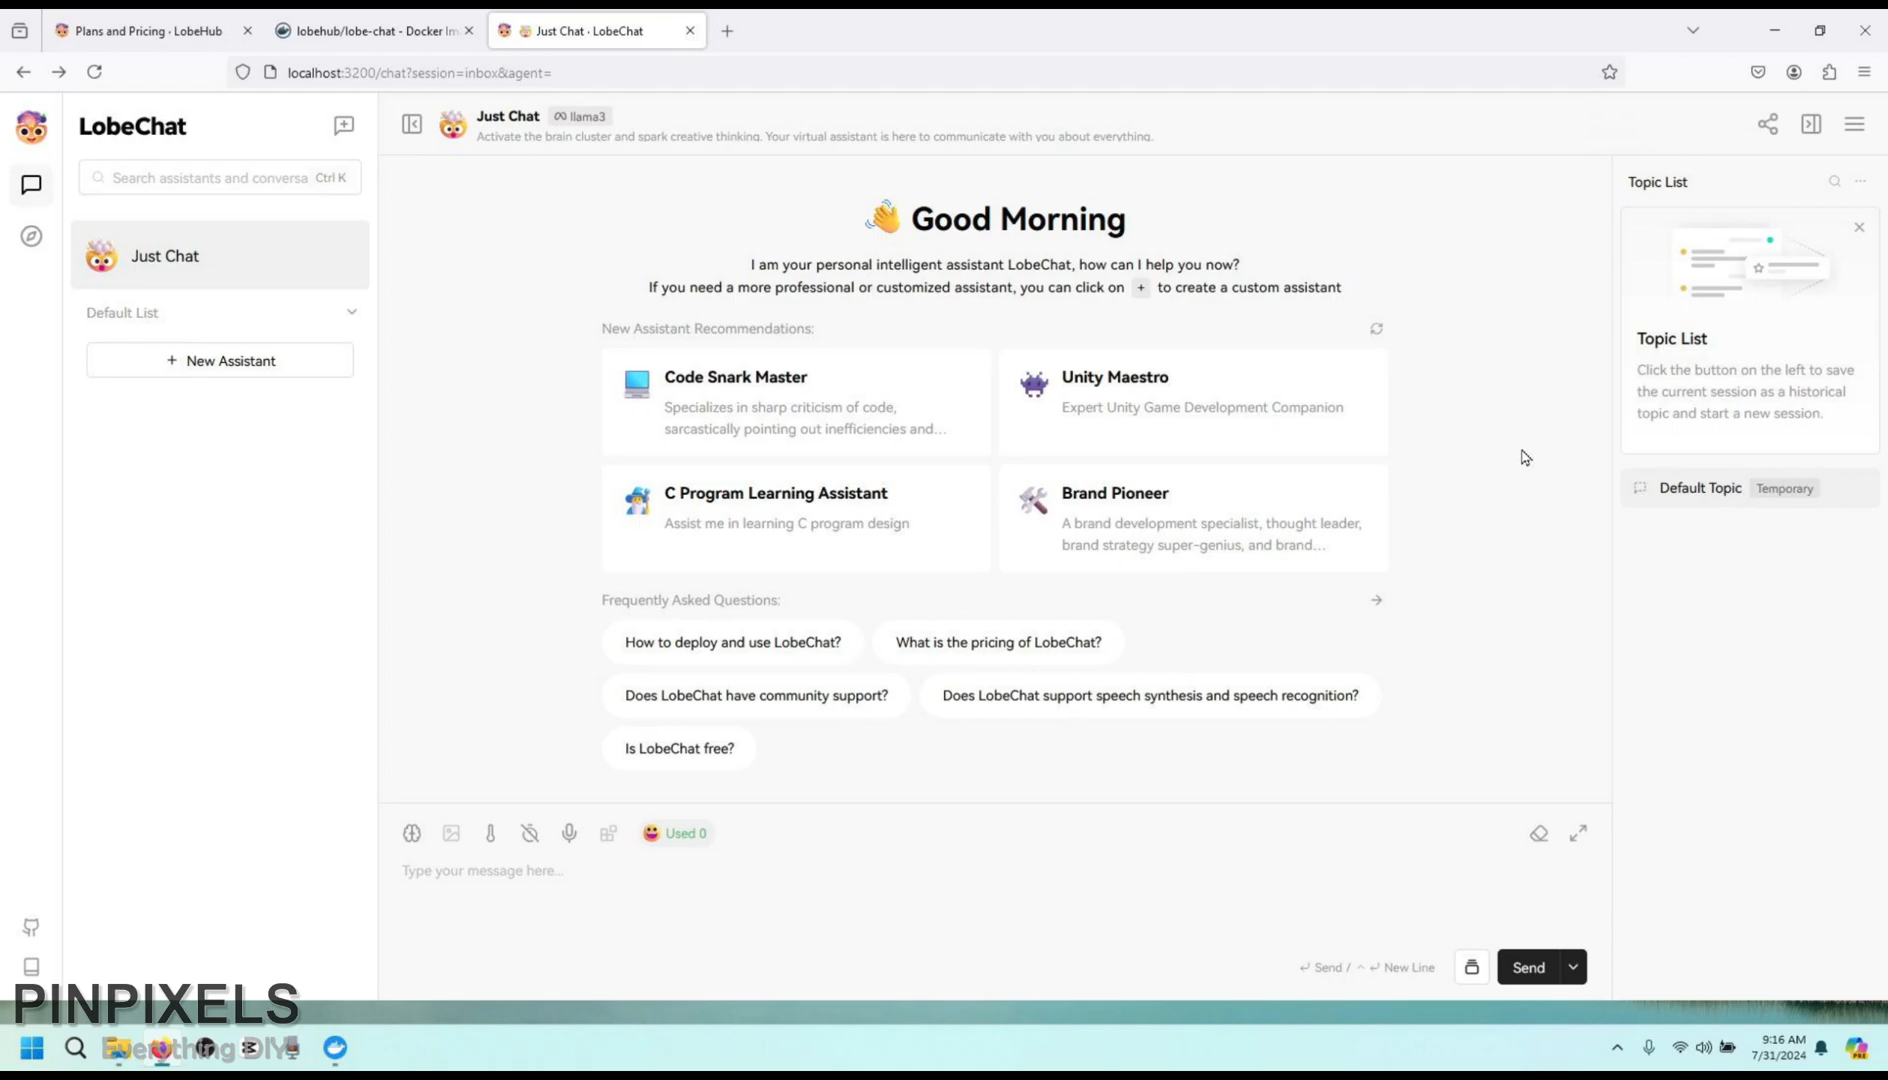 Plans and Pricing · LobeHub
lobehub/lobe-chat - Docker Im
Just Chat · LobeChat
localhost:3200/chat?session=inbox&agent=
LobeChat
Search assistants and conversa Ctrl K
Just Chat
Default List
+ New Assistant
Just Chat llama3
Activate the brain cluster and spark creative thinking. Your virtual assistant is here to communicate with you about everything.
👋 Good Morning
I am your personal intelligent assistant LobeChat, how can I help you now?
If you need a more professional or customized assistant, you can click on + to create a custom assistant
New Assistant Recommendations:
Code Snark Master
Specializes in sharp criticism of code,
sarcastically pointing out inefficiencies and...
Unity Maestro
Expert Unity Game Development Companion
C Program Learning Assistant
Assist me in learning C program design
Brand Pioneer
A brand development specialist, thought leader,
brand strategy super-genius, and brand...
Frequently Asked Questions:
How to deploy and use LobeChat?
What is the pricing of LobeChat?
Does LobeChat have community support?
Does LobeChat support speech synthesis and speech recognition?
Is LobeChat free?
Used 0
Type your message here...
↵ Send / ^ ↵ New Line
Send
Topic List
Topic List
Click the button on the left to save
the current session as a historical
topic and start a new session.
Default Topic Temporary
PINPIXELS
Everything DIY!
9:16 AM
7/31/2024
PRE